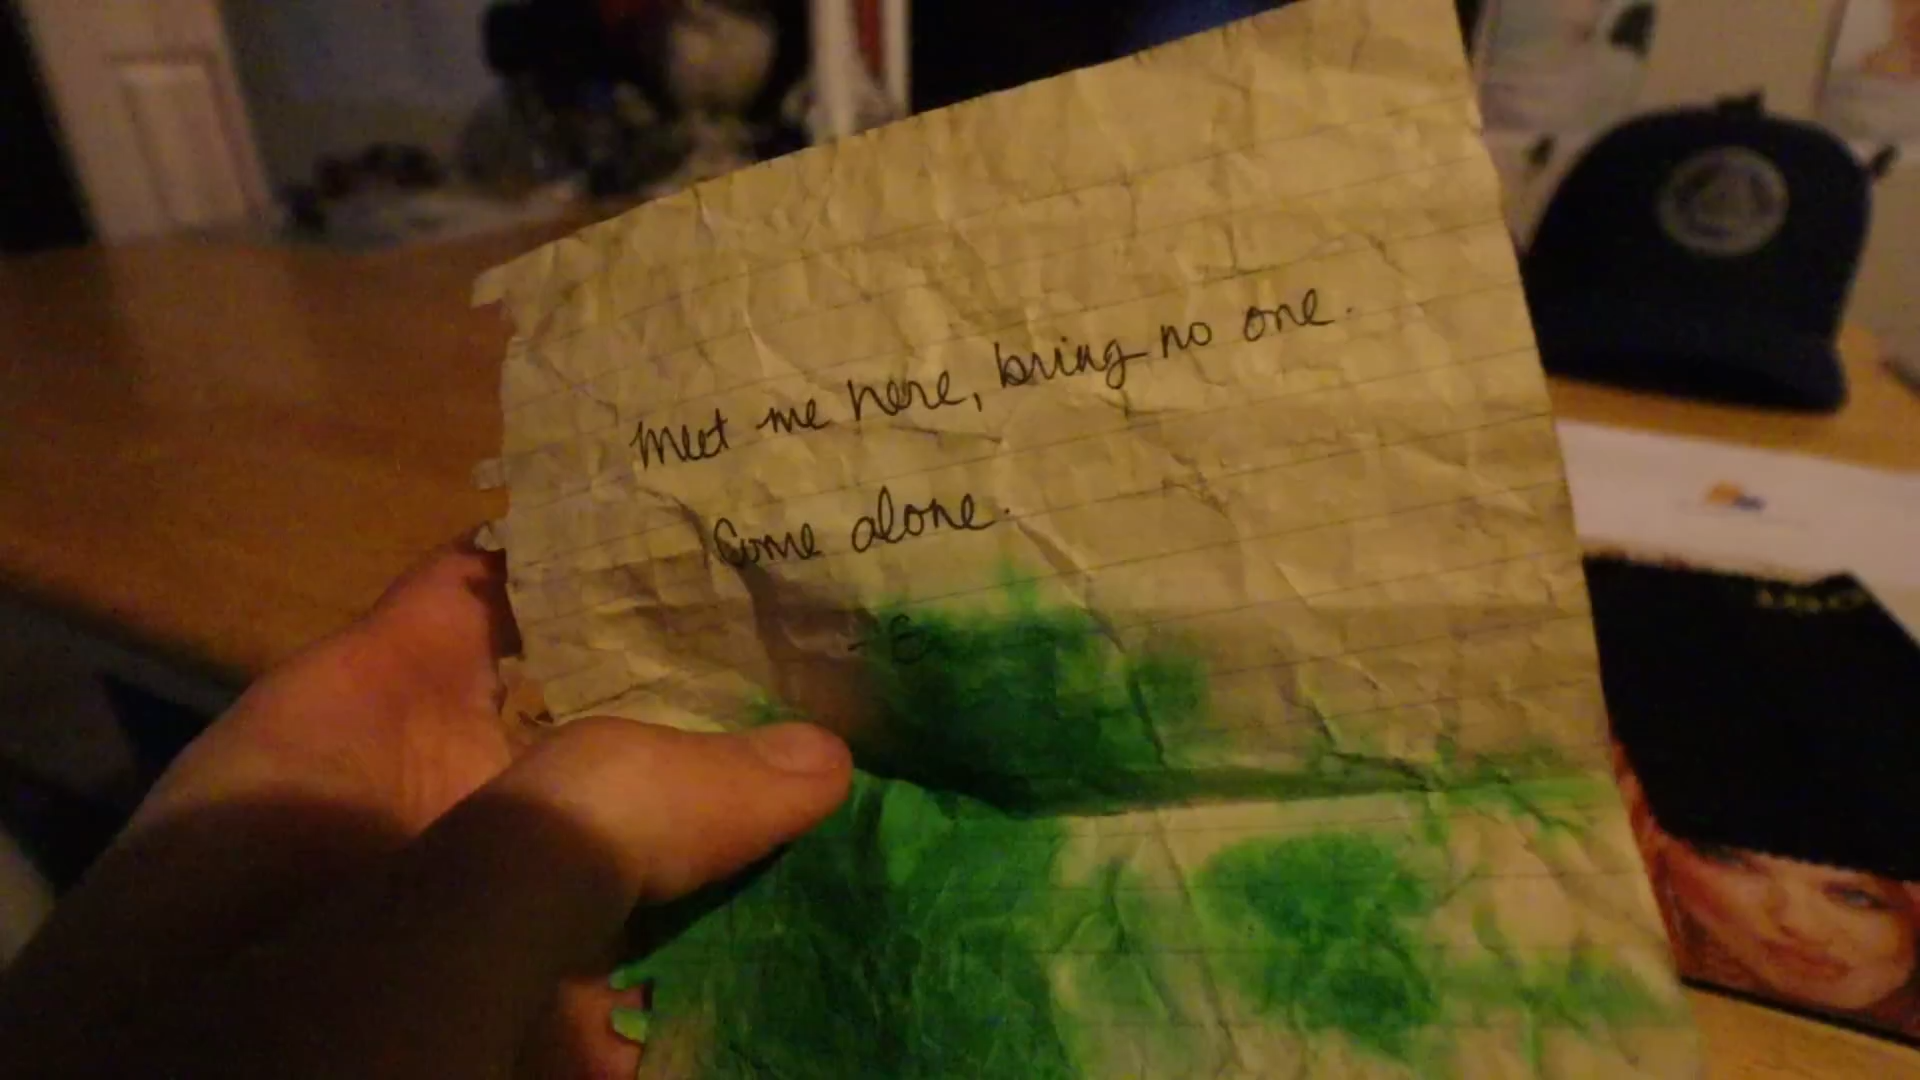 Meet me here, bring no one.
Come alone.
-E